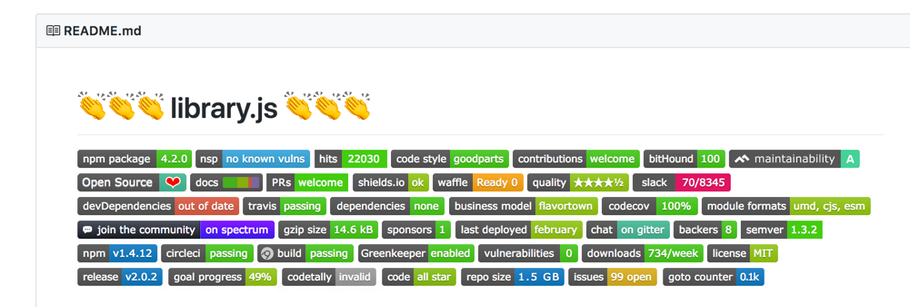 README.md
👏👏👏 library.js 👏👏👏
npm package 4.2.0 nsp no known vulns hits 22030 code style goodparts contributions welcome bitHound 100 maintainability A
Open Source ❤ docs PRs welcome shields.io ok waffle Ready 0 quality ★★★★½ slack 70/8345
devDependencies out of date travis passing dependencies none business model flavortown codecov 100% module formats umd, cjs, esm
join the community on spectrum gzip size 14.6 kB sponsors 1 last deployed february chat on gitter backers 8 semver 1.3.2
npm v1.4.12 circleci passing build passing Greenkeeper enabled vulnerabilities 0 downloads 734/week license MIT
release v2.0.2 goal progress 49% codetally invalid code all star repo size 1.5 GB issues 99 open goto counter 0.1k